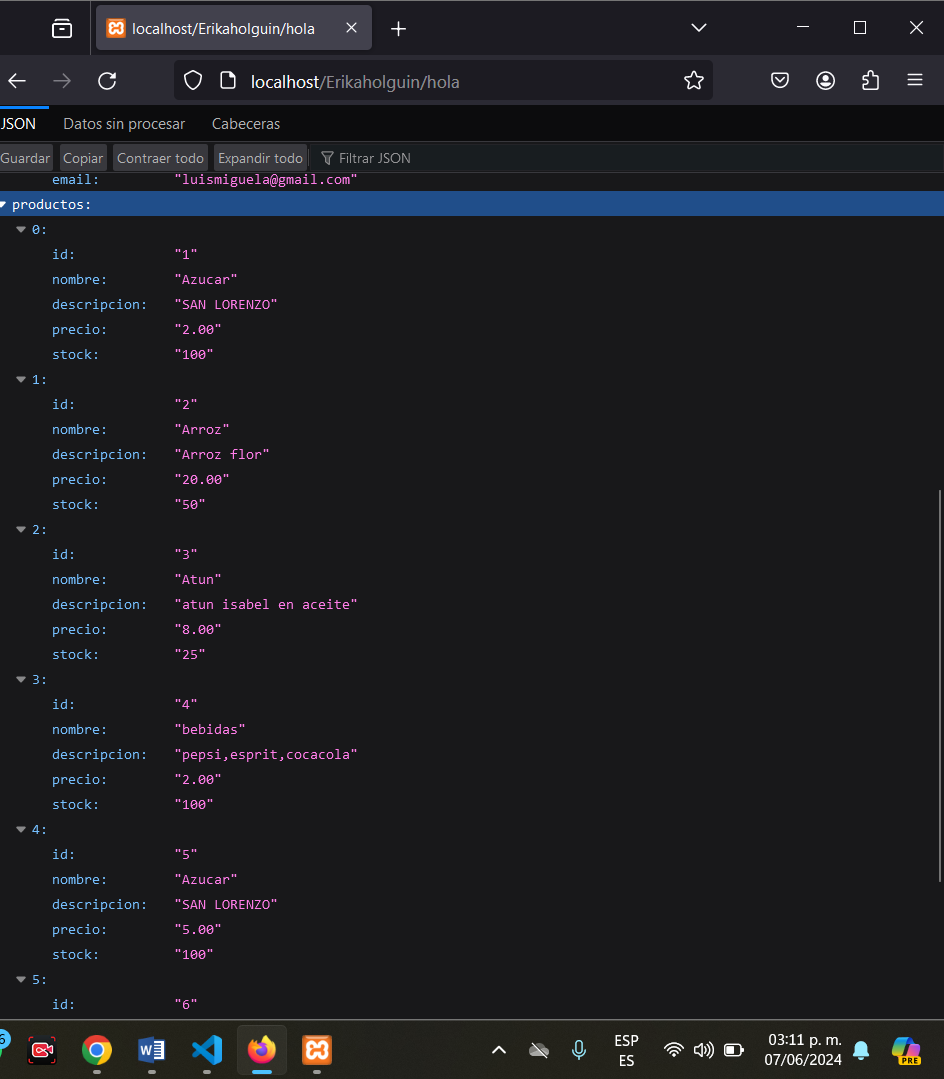 localhost/Erikaholguin/hola
localhost/Erikaholguin/hola
JSON Datos sin procesar Cabeceras
Guardar Copiar Contraer todo Expandir todo Filtrar JSON
email: "luismiguela@gmail.com"
productos:
0:
id: "1"
nombre: "Azucar"
descripcion: "SAN LORENZO"
precio: "2.00"
stock: "100"
1:
id: "2"
nombre: "Arroz"
descripcion: "Arroz flor"
precio: "20.00"
stock: "50"
2:
id: "3"
nombre: "Atun"
descripcion: "atun isabel en aceite"
precio: "8.00"
stock: "25"
3:
id: "4"
nombre: "bebidas"
descripcion: "pepsi,esprit,cocacola"
precio: "2.00"
stock: "100"
4:
id: "5"
nombre: "Azucar"
descripcion: "SAN LORENZO"
precio: "5.00"
stock: "100"
5:
id: "6"
6 ESP 03:11 p. m.
ES 07/06/2024 PRE